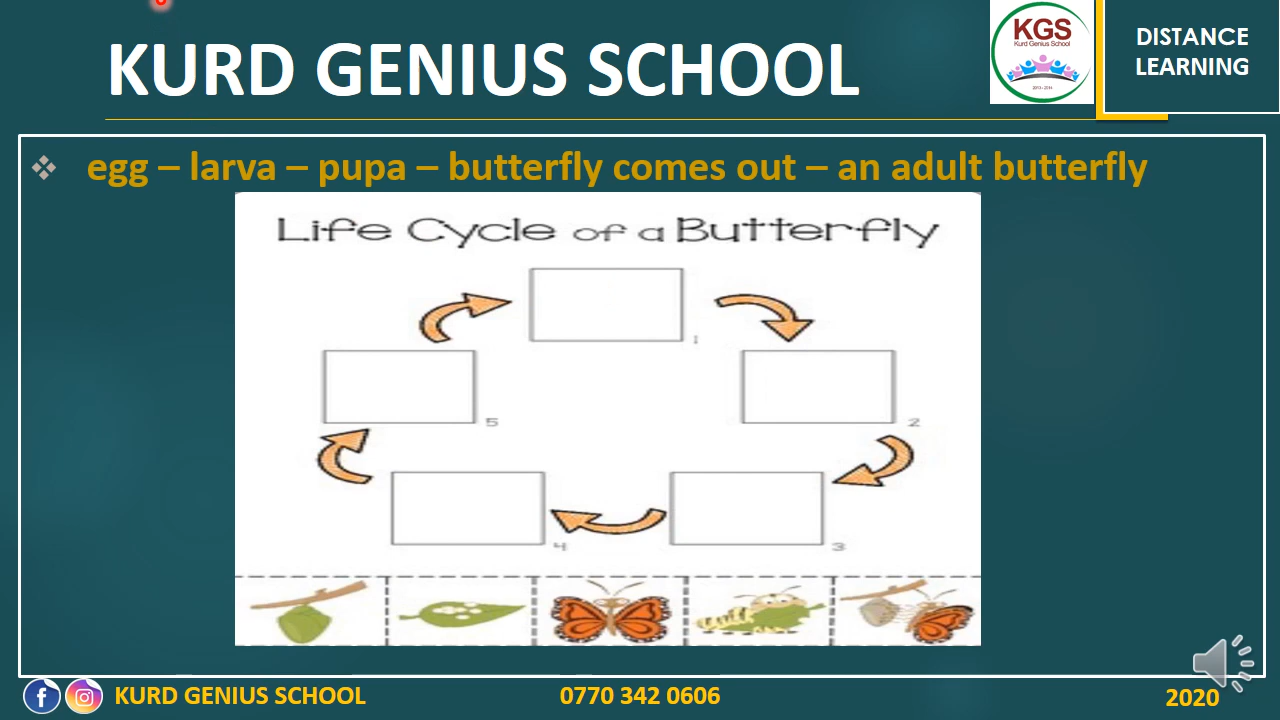 KURD GENIUS SCHOOL
KGS
Kurd Genius School
DISTANCE
LEARNING
❖ egg – larva – pupa – butterfly comes out – an adult butterfly
Life Cycle of a Butterfly
1
5
2
4
3
KURD GENIUS SCHOOL
0770 342 0606
2020